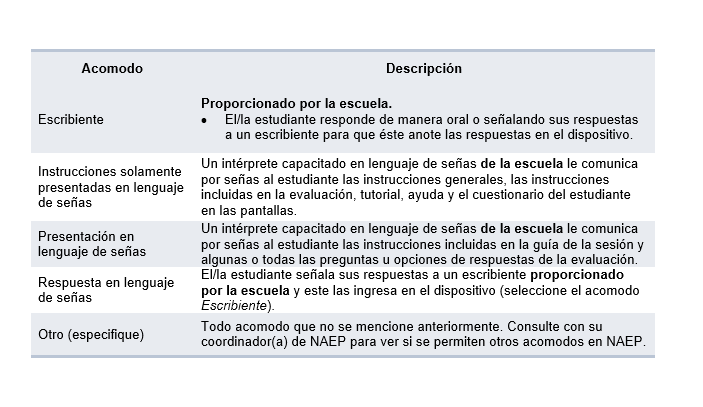 Acomodo Descripción
Proporcionado por la escuela.
Escribiente
• El/la estudiante responde de manera oral o señalando sus respuestas
a un escribiente para que éste anote las respuestas en el dispositivo.
Instrucciones solamente
presentadas en lenguaje
de señas
Un intérprete capacitado en lenguaje de señas de la escuela le comunica
por señas al estudiante las instrucciones generales, las instrucciones
incluidas en la evaluación, tutorial, ayuda y el cuestionario del estudiante
en las pantallas.
Presentación en
lenguaje de señas
Un intérprete capacitado en lenguaje de señas de la escuela le comunica
por señas al estudiante las instrucciones incluidas en la guía de la sesión y
algunas o todas las preguntas u opciones de respuestas de la evaluación.
Respuesta en lenguaje
de señas
El/la estudiante señala sus respuestas a un escribiente proporcionado
por la escuela y este las ingresa en el dispositivo (seleccione el acomodo
Escribiente).
Otro (especifique)
Todo acomodo que no se mencione anteriormente. Consulte con su
coordinador(a) de NAEP para ver si se permiten otros acomodos en NAEP.